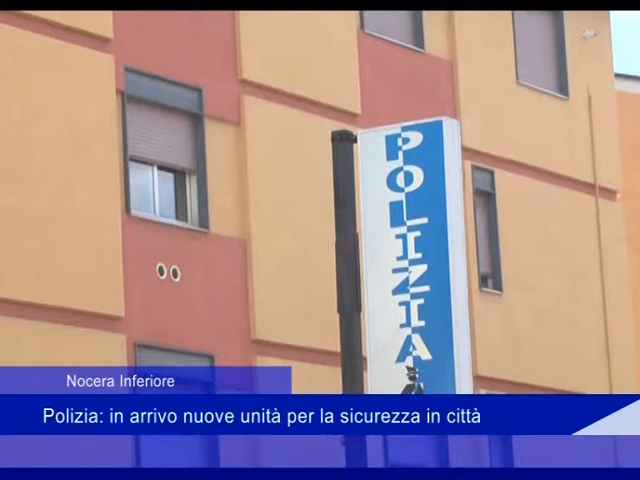 POLIZIA
Nocera Inferiore
Polizia: in arrivo nuove unità per la sicurezza in città